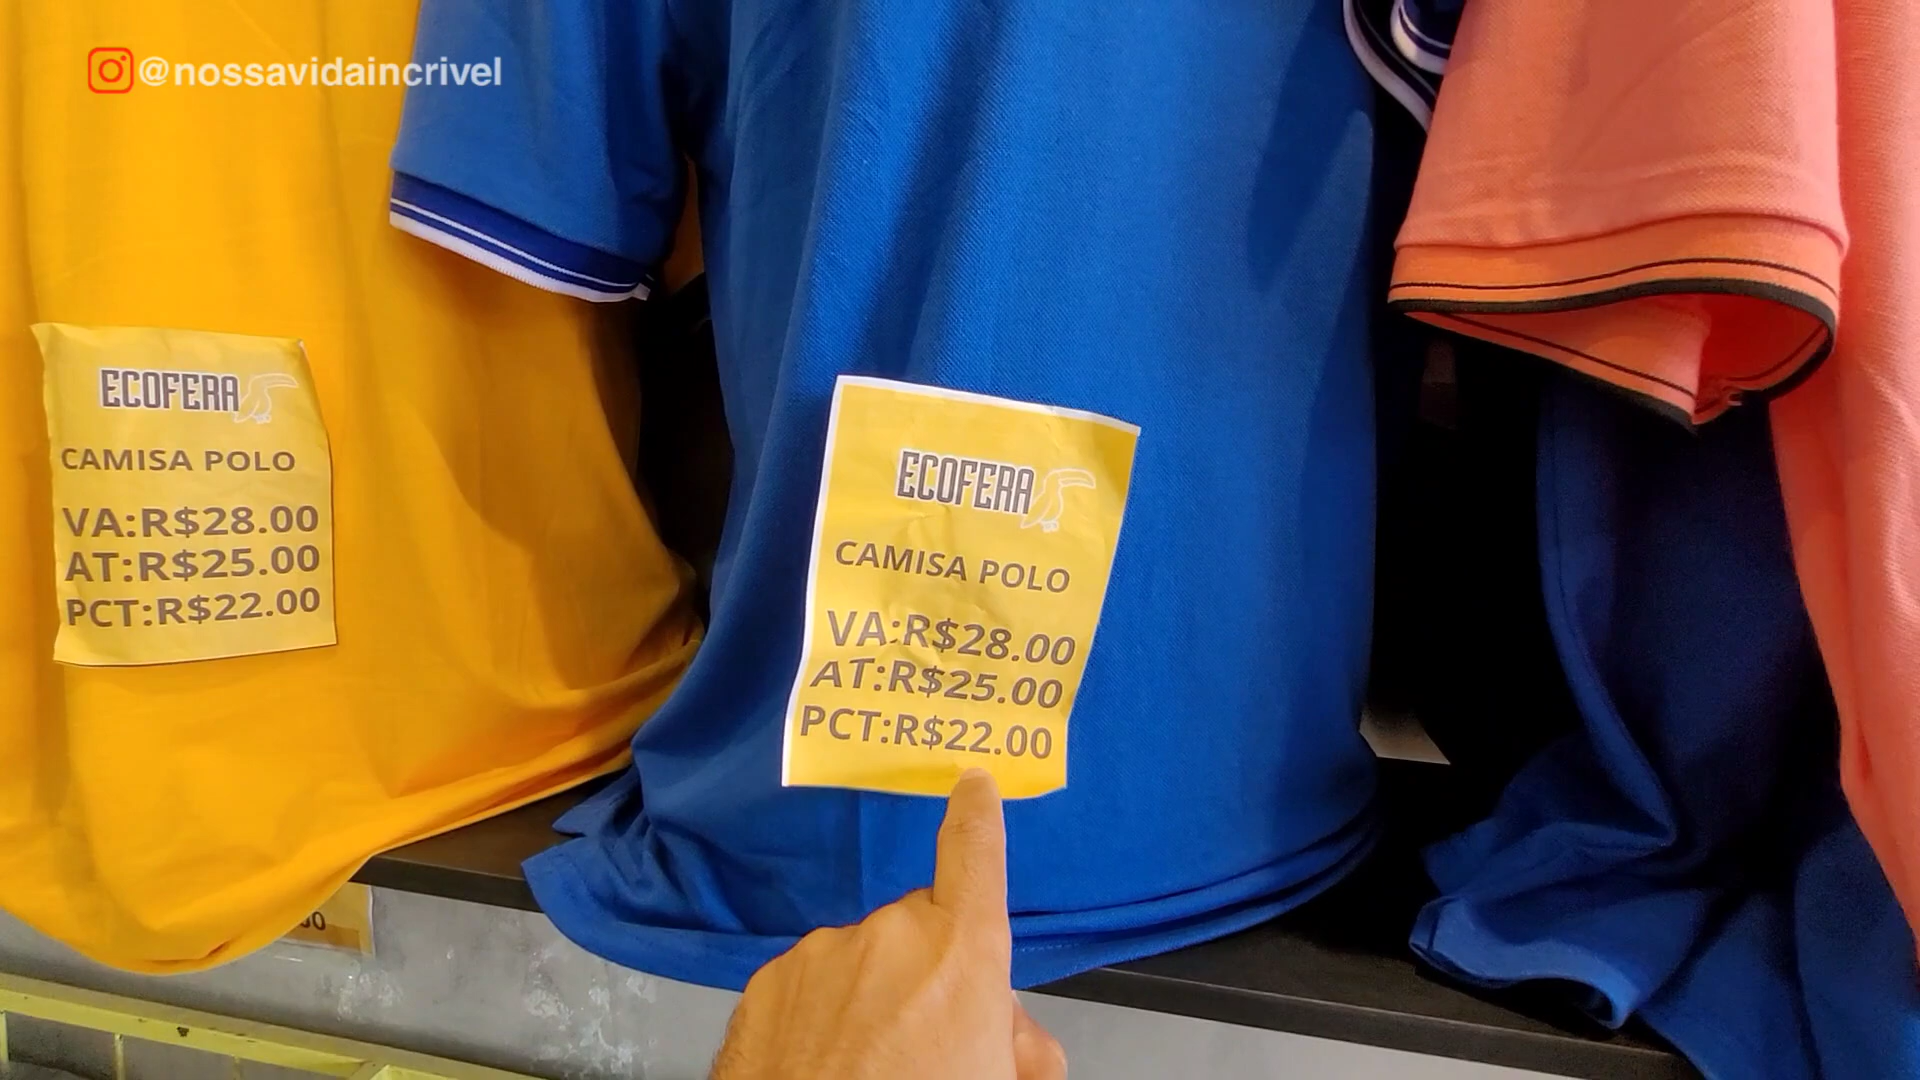 @nossavidaincrivel
ECOFERA
CAMISA POLO
VA:R$28.00
AT:R$25.00
PCT:R$22.00
ECOFERA
CAMISA POLO
VA:R$28.00
AT:R$25.00
PCT:R$22.00